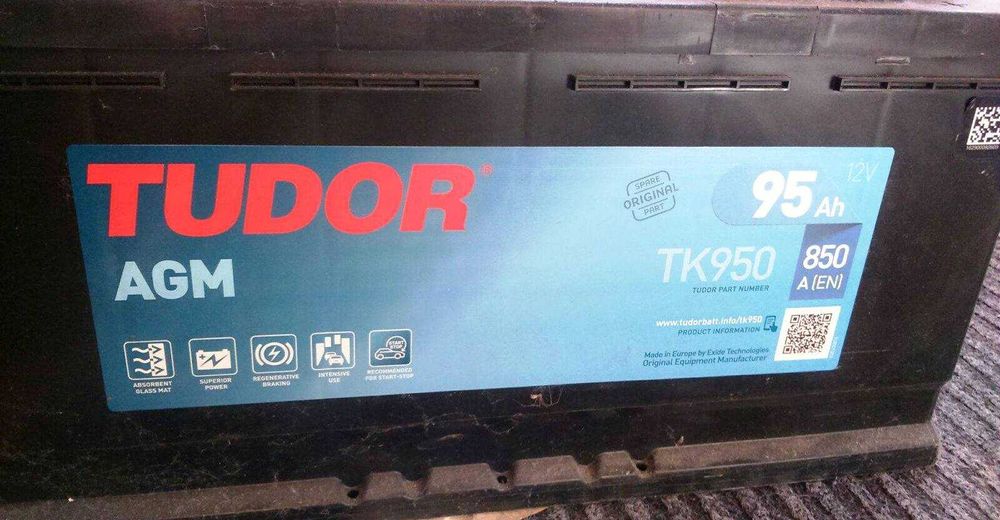 TUDOR®
AGM
SPARE
ORIGINAL
PART
12V
95 Ah
TK950
TUDOR PART NUMBER
850
A (EN)
www.tudorbatt.info/tk950
PRODUCT INFORMATION
Made in Europe by Exide Technologies
Original Equipment Manufacturer
ABSORBENT
GLASS MAT
SUPERIOR
POWER
REGENERATIVE
BRAKING
INTENSIVE
USE
START
STOP
RECOMMENDED
FOR START-STOP